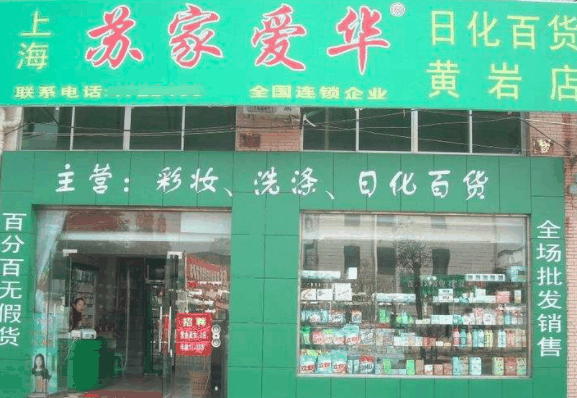 上海
苏家爱华®
日化百货
黄岩店
联系电话:
全国连锁企业
主营：彩妆、洗涤、日化百货
百分百无假货
全场批发销售
招聘